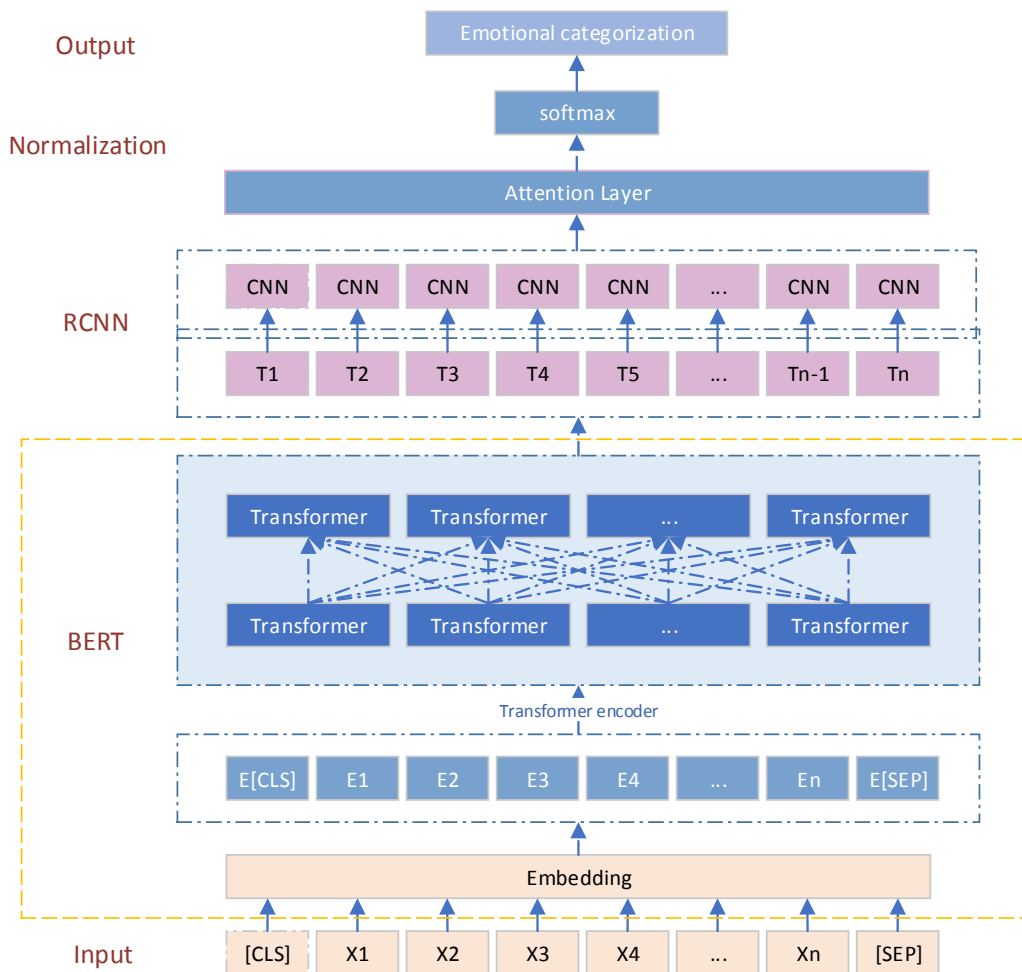 Output
Emotional categorization
softmax
Normalization
Attention Layer
CNN CNN CNN CNN CNN ... CNN CNN
RCNN
T1 T2 T3 T4 T5 ... Tn-1 Tn
Transformer Transformer ... Transformer
Transformer Transformer ... Transformer
BERT
Transformer encoder
E[CLS] E1 E2 E3 E4 ... En E[SEP]
Embedding
Input [CLS] X1 X2 X3 X4 ... Xn [SEP]